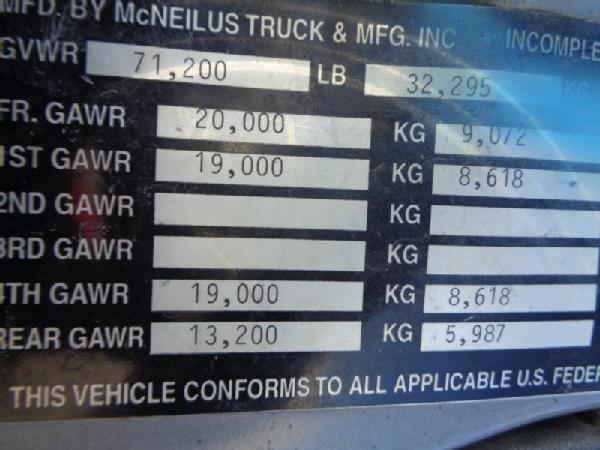 MFD. BY McNEILUS TRUCK & MFG. INC INCOMPLE
GVWR 71,200 LB 32,295 KG
FR. GAWR 20,000 KG 9,072
1ST GAWR 19,000 KG 8,618
2ND GAWR KG
3RD GAWR KG
4TH GAWR 19,000 KG 8,618
REAR GAWR 13,200 KG 5,987
THIS VEHICLE CONFORMS TO ALL APPLICABLE U.S. FEDER